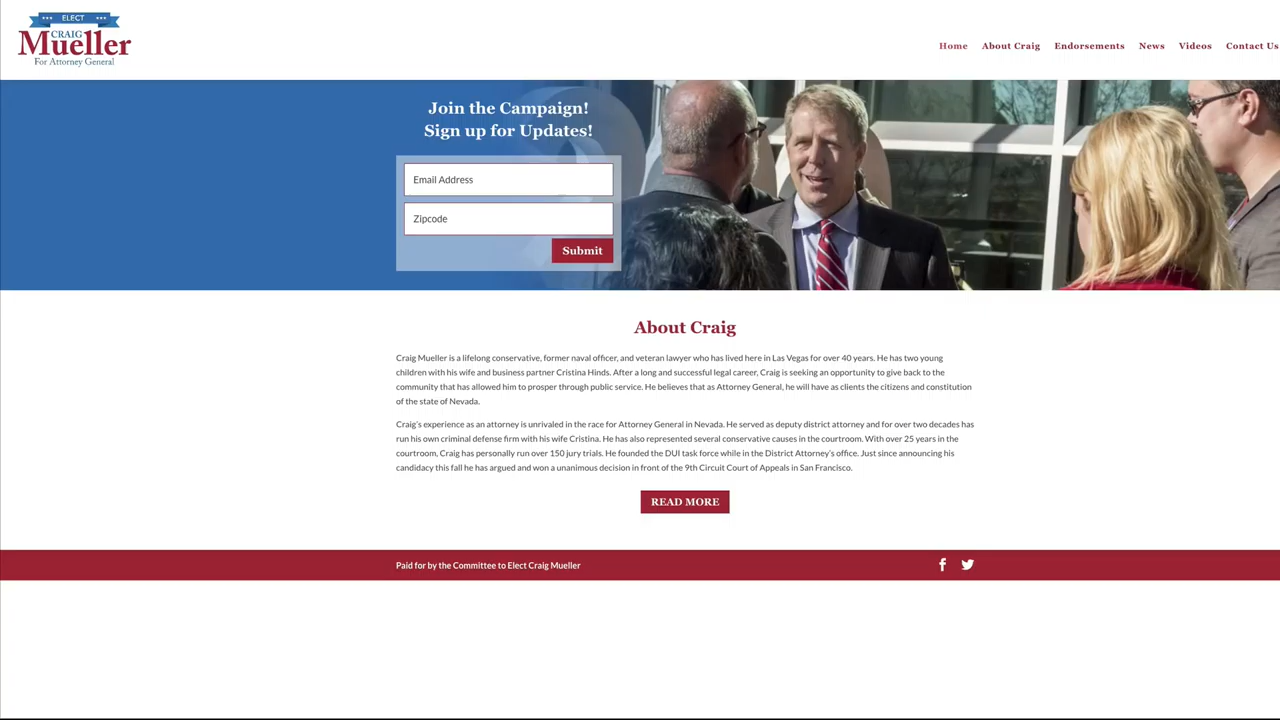 ELECT
CRAIG
Mueller
For Attorney General
Home About Craig Endorsements News Videos Contact Us
Join the Campaign!
Sign up for Updates!
Email Address
Zipcode
Submit
About Craig
Craig Mueller is a lifelong conservative, former naval officer, and veteran lawyer who has lived here in Las Vegas for over 40 years. He has two young
children with his wife and business partner Cristina Hinds. After a long and successful legal career, Craig is seeking an opportunity to give back to the
community that has allowed him to prosper through public service. He believes that as Attorney General, he will have as clients the citizens and constitution
of the state of Nevada.
Craig's experience as an attorney is unrivaled in the race for Attorney General in Nevada. He served as deputy district attorney and for over two decades has
run his own criminal defense firm with his wife Cristina. He has also represented several conservative causes in the courtroom. With over 25 years in the
courtroom, Craig has personally run over 150 jury trials. He founded the DUI task force while in the District Attorney's office. Just since announcing his
candidacy this fall he has argued and won a unanimous decision in front of the 9th Circuit Court of Appeals in San Francisco.
READ MORE
Paid for by the Committee to Elect Craig Mueller